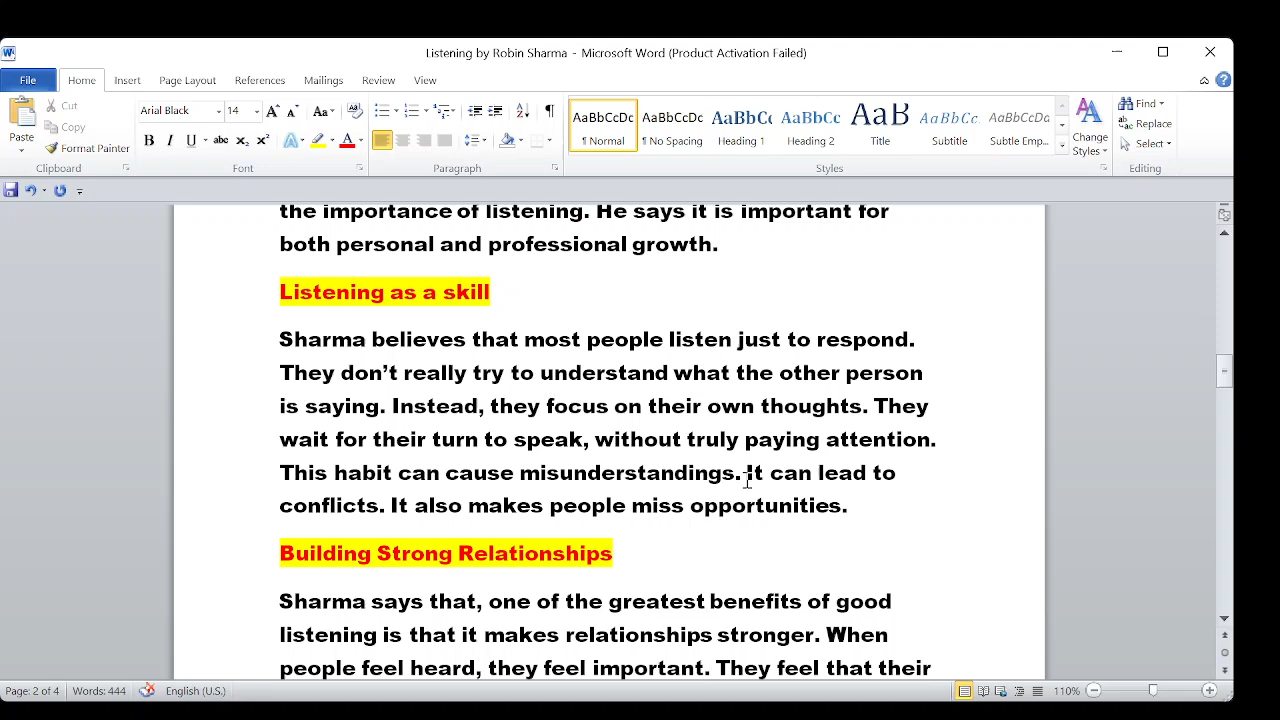 Listening by Robin Sharma - Microsoft Word (Product Activation Failed)
File Home Insert Page Layout References Mailings Review View
Paste
Cut
Copy
Format Painter
Clipboard
Arial Black 14
Font
Paragraph
AaBbCcDc AaBbCcDc AaBbC AaBbCc AaB AaBbCc. AaBbCcDa
¶ Normal ¶ No Spacing Heading 1 Heading 2 Title Subtitle Subtle Emp...
Change
Styles
Styles
Find
Replace
Select
Editing
the importance of listening. He says it is important for
both personal and professional growth.
Listening as a skill
Sharma believes that most people listen just to respond.
They don’t really try to understand what the other person
is saying. Instead, they focus on their own thoughts. They
wait for their turn to speak, without truly paying attention.
This habit can cause misunderstandings. It can lead to
conflicts. It also makes people miss opportunities.
Building Strong Relationships
Sharma says that, one of the greatest benefits of good
listening is that it makes relationships stronger. When
people feel heard, they feel important. They feel that their
Page: 2 of 4 Words: 444 English (U.S.) 110%